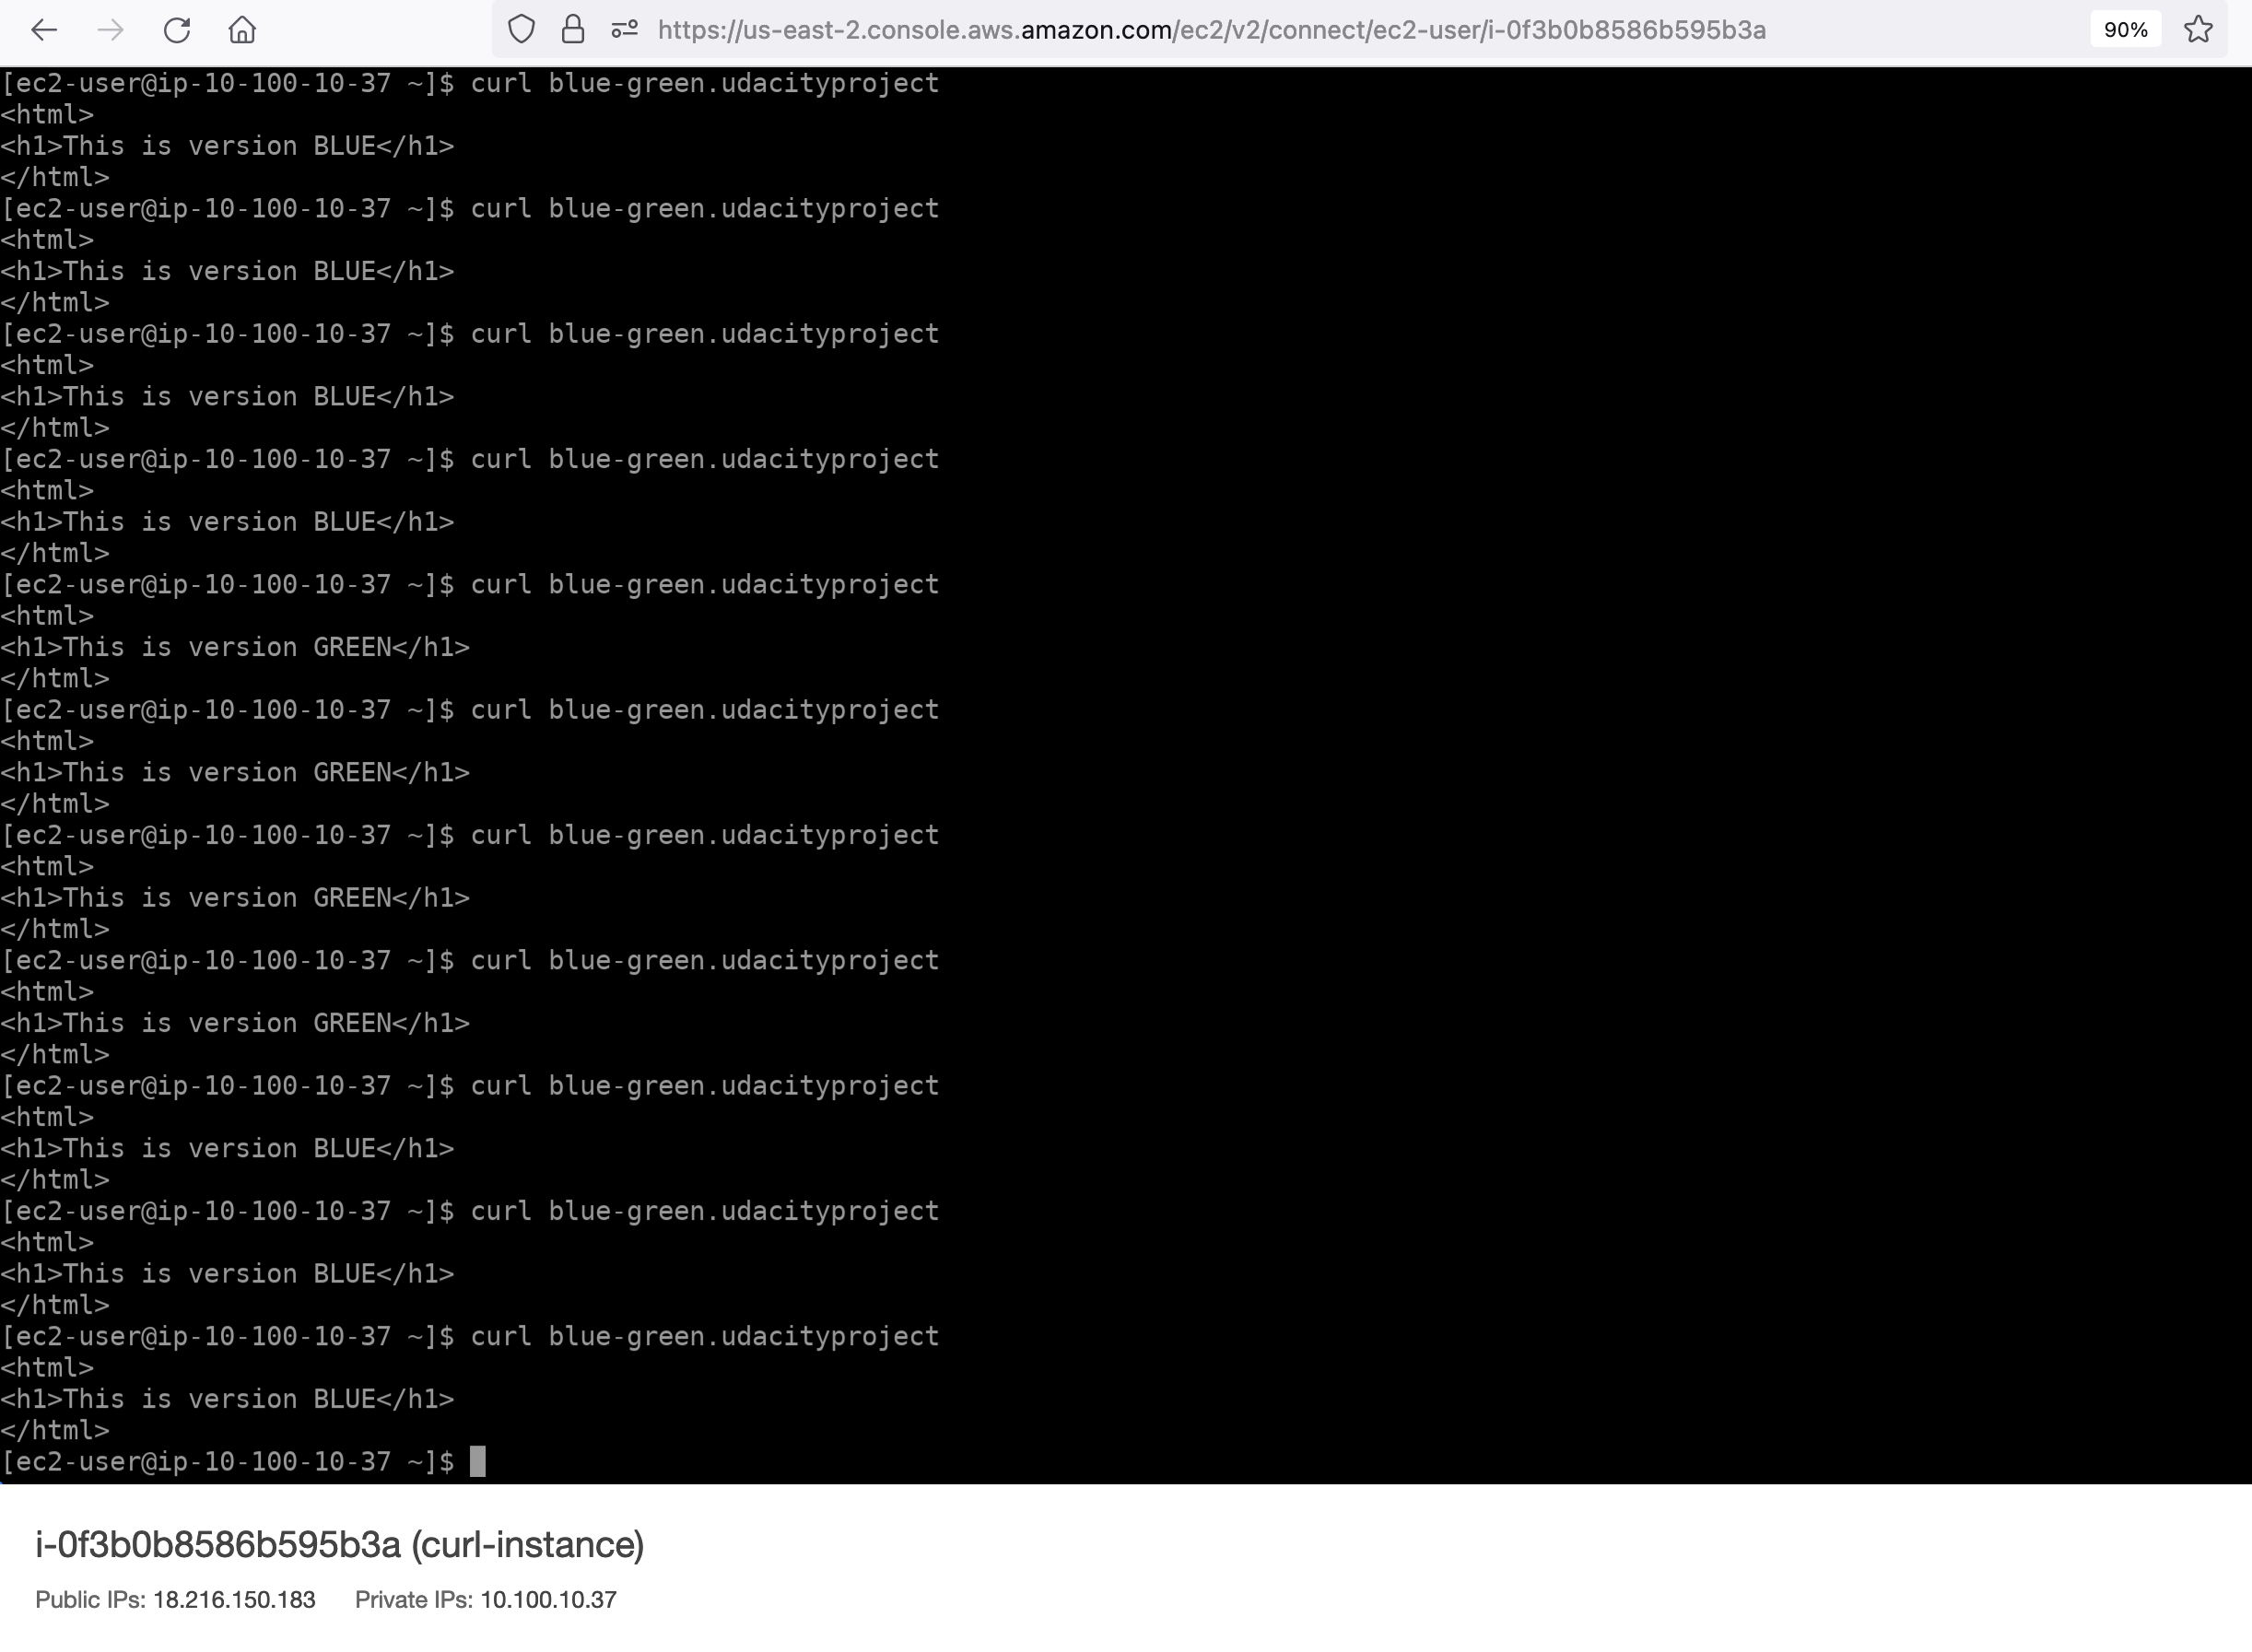 https://us-east-2.console.aws.amazon.com/ec2/v2/connect/ec2-user/i-0f3b0b8586b595b3a 90%
[ec2-user@ip-10-100-10-37 ~]$ curl blue-green.udacityproject
<html>
<h1>This is version BLUE</h1>
</html>
[ec2-user@ip-10-100-10-37 ~]$ curl blue-green.udacityproject
<html>
<h1>This is version BLUE</h1>
</html>
[ec2-user@ip-10-100-10-37 ~]$ curl blue-green.udacityproject
<html>
<h1>This is version BLUE</h1>
</html>
[ec2-user@ip-10-100-10-37 ~]$ curl blue-green.udacityproject
<html>
<h1>This is version BLUE</h1>
</html>
[ec2-user@ip-10-100-10-37 ~]$ curl blue-green.udacityproject
<html>
<h1>This is version GREEN</h1>
</html>
[ec2-user@ip-10-100-10-37 ~]$ curl blue-green.udacityproject
<html>
<h1>This is version GREEN</h1>
</html>
[ec2-user@ip-10-100-10-37 ~]$ curl blue-green.udacityproject
<html>
<h1>This is version GREEN</h1>
</html>
[ec2-user@ip-10-100-10-37 ~]$ curl blue-green.udacityproject
<html>
<h1>This is version GREEN</h1>
</html>
[ec2-user@ip-10-100-10-37 ~]$ curl blue-green.udacityproject
<html>
<h1>This is version BLUE</h1>
</html>
[ec2-user@ip-10-100-10-37 ~]$ curl blue-green.udacityproject
<html>
<h1>This is version BLUE</h1>
</html>
[ec2-user@ip-10-100-10-37 ~]$ curl blue-green.udacityproject
<html>
<h1>This is version BLUE</h1>
</html>
[ec2-user@ip-10-100-10-37 ~]$
i-0f3b0b8586b595b3a (curl-instance)
Public IPs: 18.216.150.183 Private IPs: 10.100.10.37